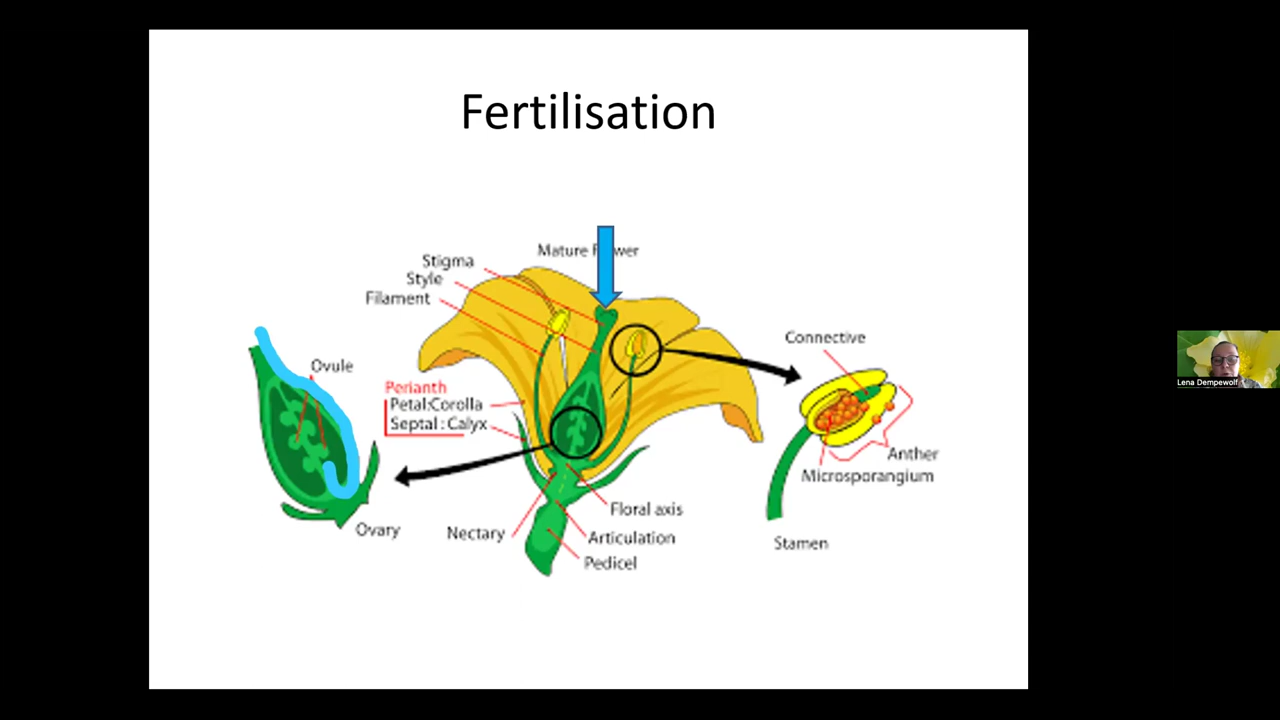 Fertilisation
Mature F wer
Stigma
Style
Filament
Ovule
Perianth
Petal:Corolla
Septal : Calyx
Connective
Anther
Microsporangium
Stamen
Ovary
Nectary
Floral axis
Articulation
Pedicel
Lena Dempewolf